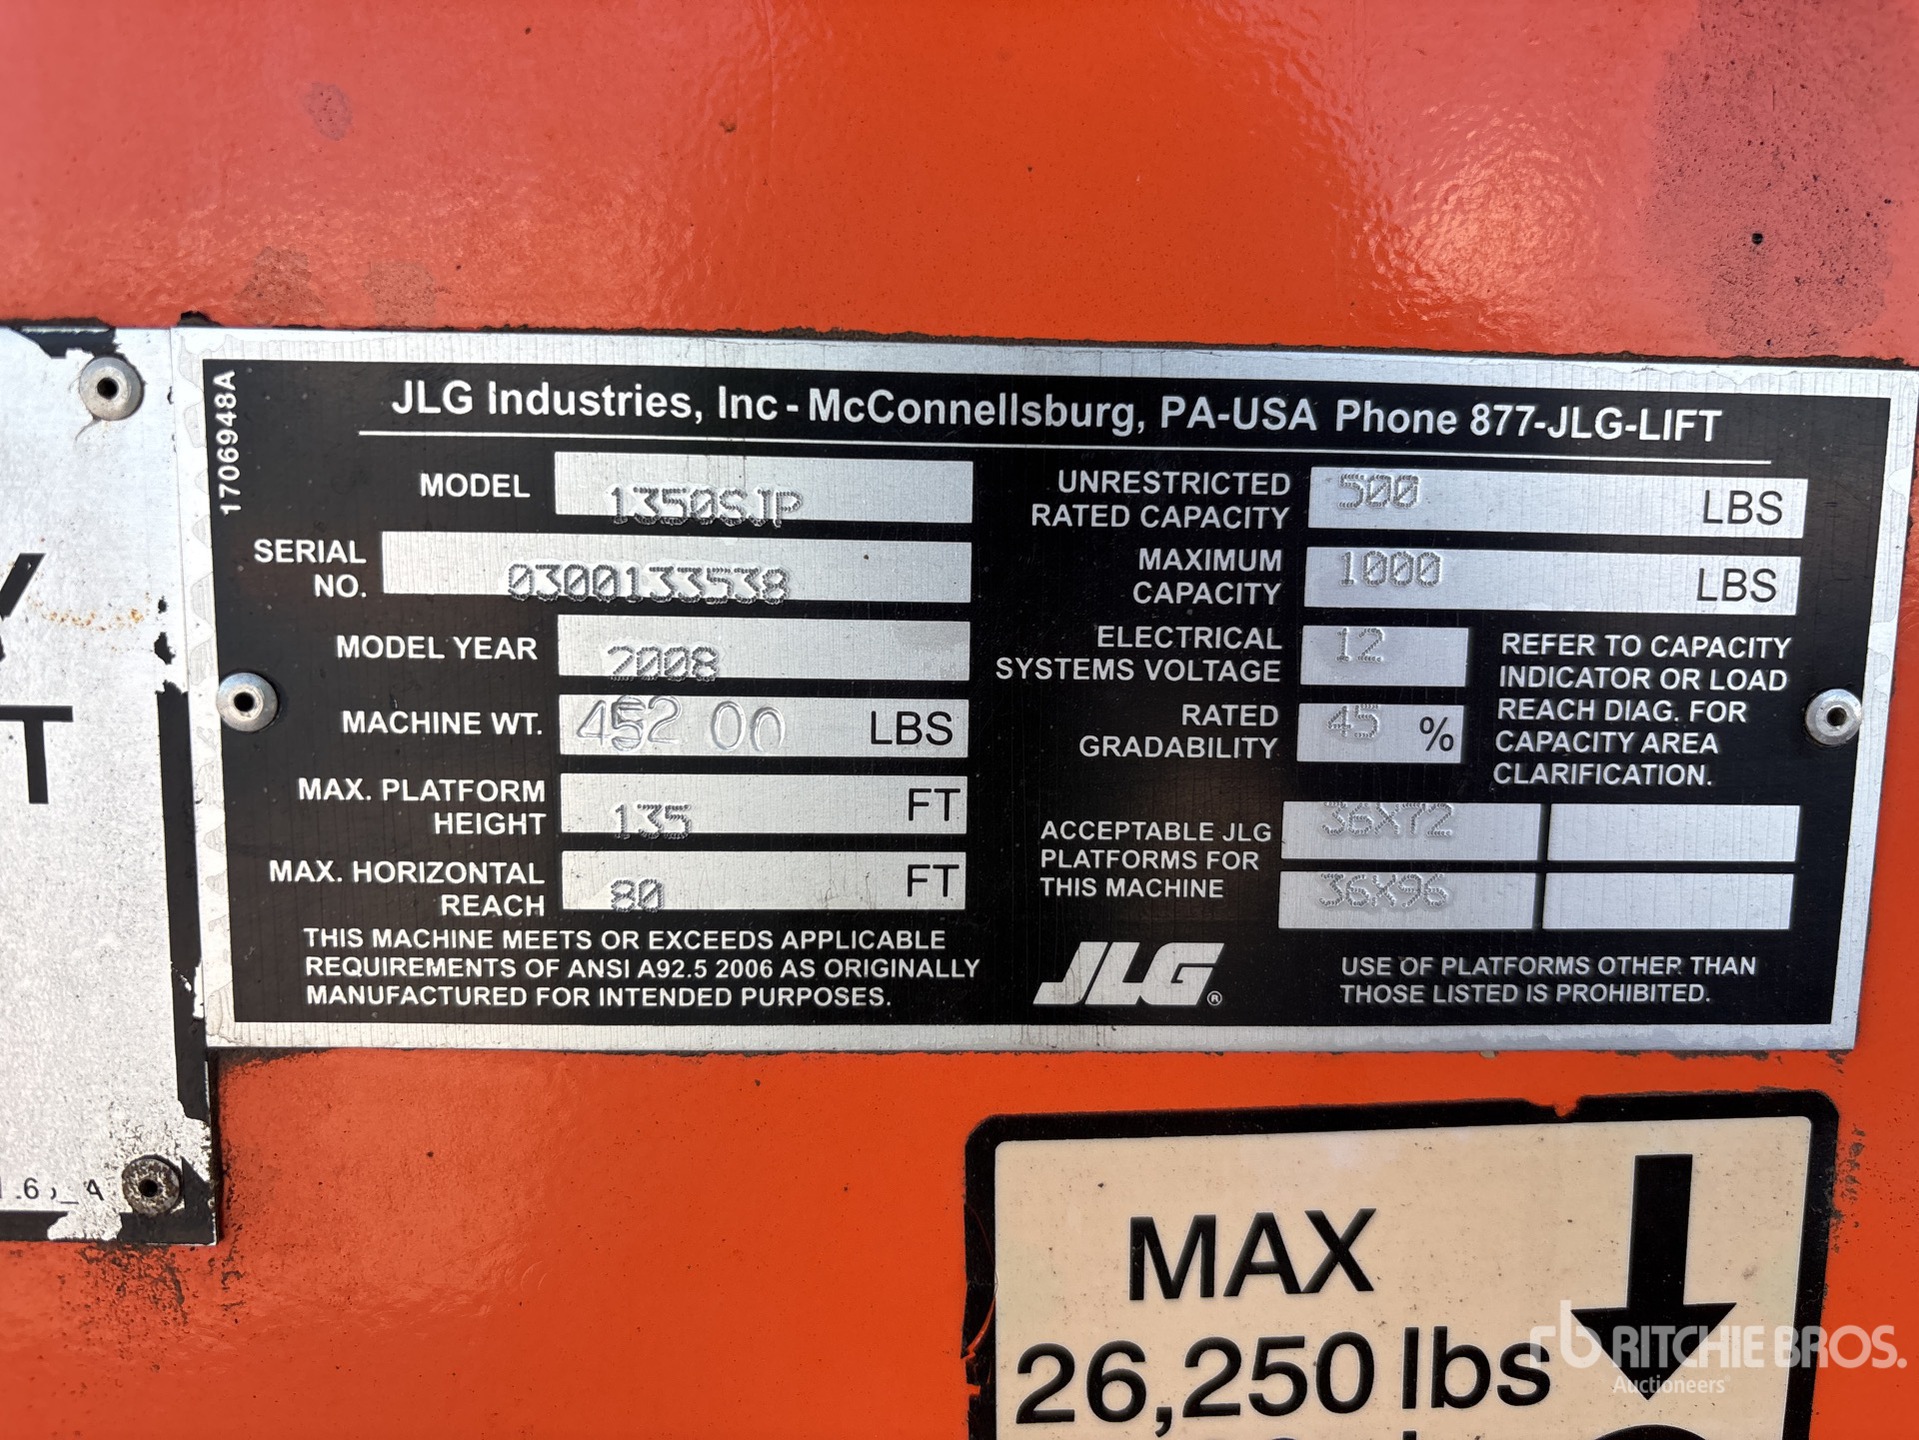 1706948A
JLG Industries, Inc - McConnellsburg, PA-USA Phone 877-JLG-LIFT
MODEL 1350SJP
SERIAL NO. 0300133538
MODEL YEAR 2008
MACHINE WT. 452 00 LBS
MAX. PLATFORM HEIGHT 135 FT
MAX. HORIZONTAL REACH 80 FT
THIS MACHINE MEETS OR EXCEEDS APPLICABLE
REQUIREMENTS OF ANSI A92.5 2006 AS ORIGINALLY
MANUFACTURED FOR INTENDED PURPOSES.
UNRESTRICTED RATED CAPACITY 500 LBS
MAXIMUM CAPACITY 1000 LBS
ELECTRICAL SYSTEMS VOLTAGE 12
RATED GRADABILITY 45 %
REFER TO CAPACITY
INDICATOR OR LOAD
REACH DIAG. FOR
CAPACITY AREA
CLARIFICATION.
ACCEPTABLE JLG
PLATFORMS FOR
THIS MACHINE
36X72
36X96
JLG®
USE OF PLATFORMS OTHER THAN
THOSE LISTED IS PROHIBITED.
T
MAX
26,250 lbs
rb RITCHIE BROS.
Auctioneers